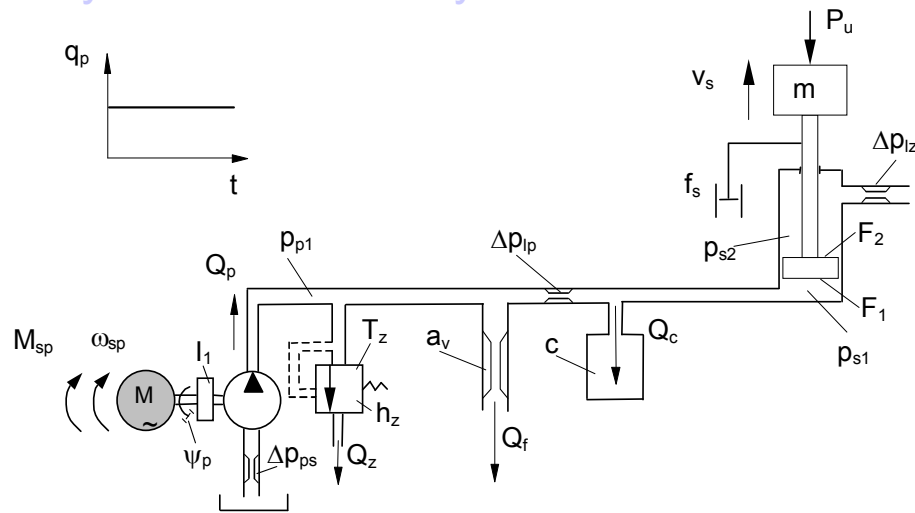 P_u
q_p
v_s
m
Δp_lz
t
f_s
p_s2
F_2
p_p1
Δp_lp
Q_p
F_1
M_sp
ω_sp
I_1
T_z
a_v
c
Q_c
p_s1
M
~
h_z
ψ_p
Δp_ps
Q_z
Q_f